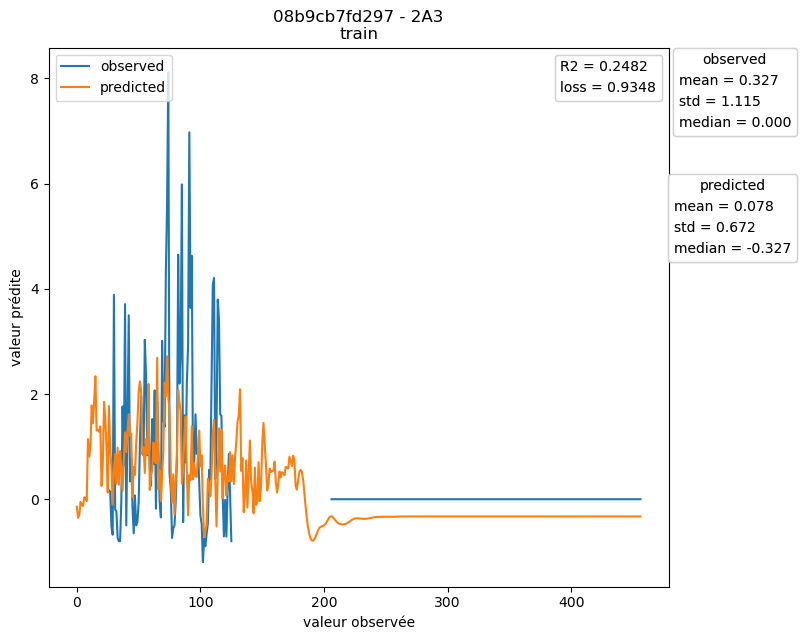 08b9cb7fd297 - 2A3
train
observed
predicted
R2 = 0.2482
loss = 0.9348
observed
mean = 0.327
std = 1.115
median = 0.000
predicted
mean = 0.078
std = 0.672
median = -0.327
valeur prédite
8
6
4
2
0
0 100 200 300 400
valeur observée